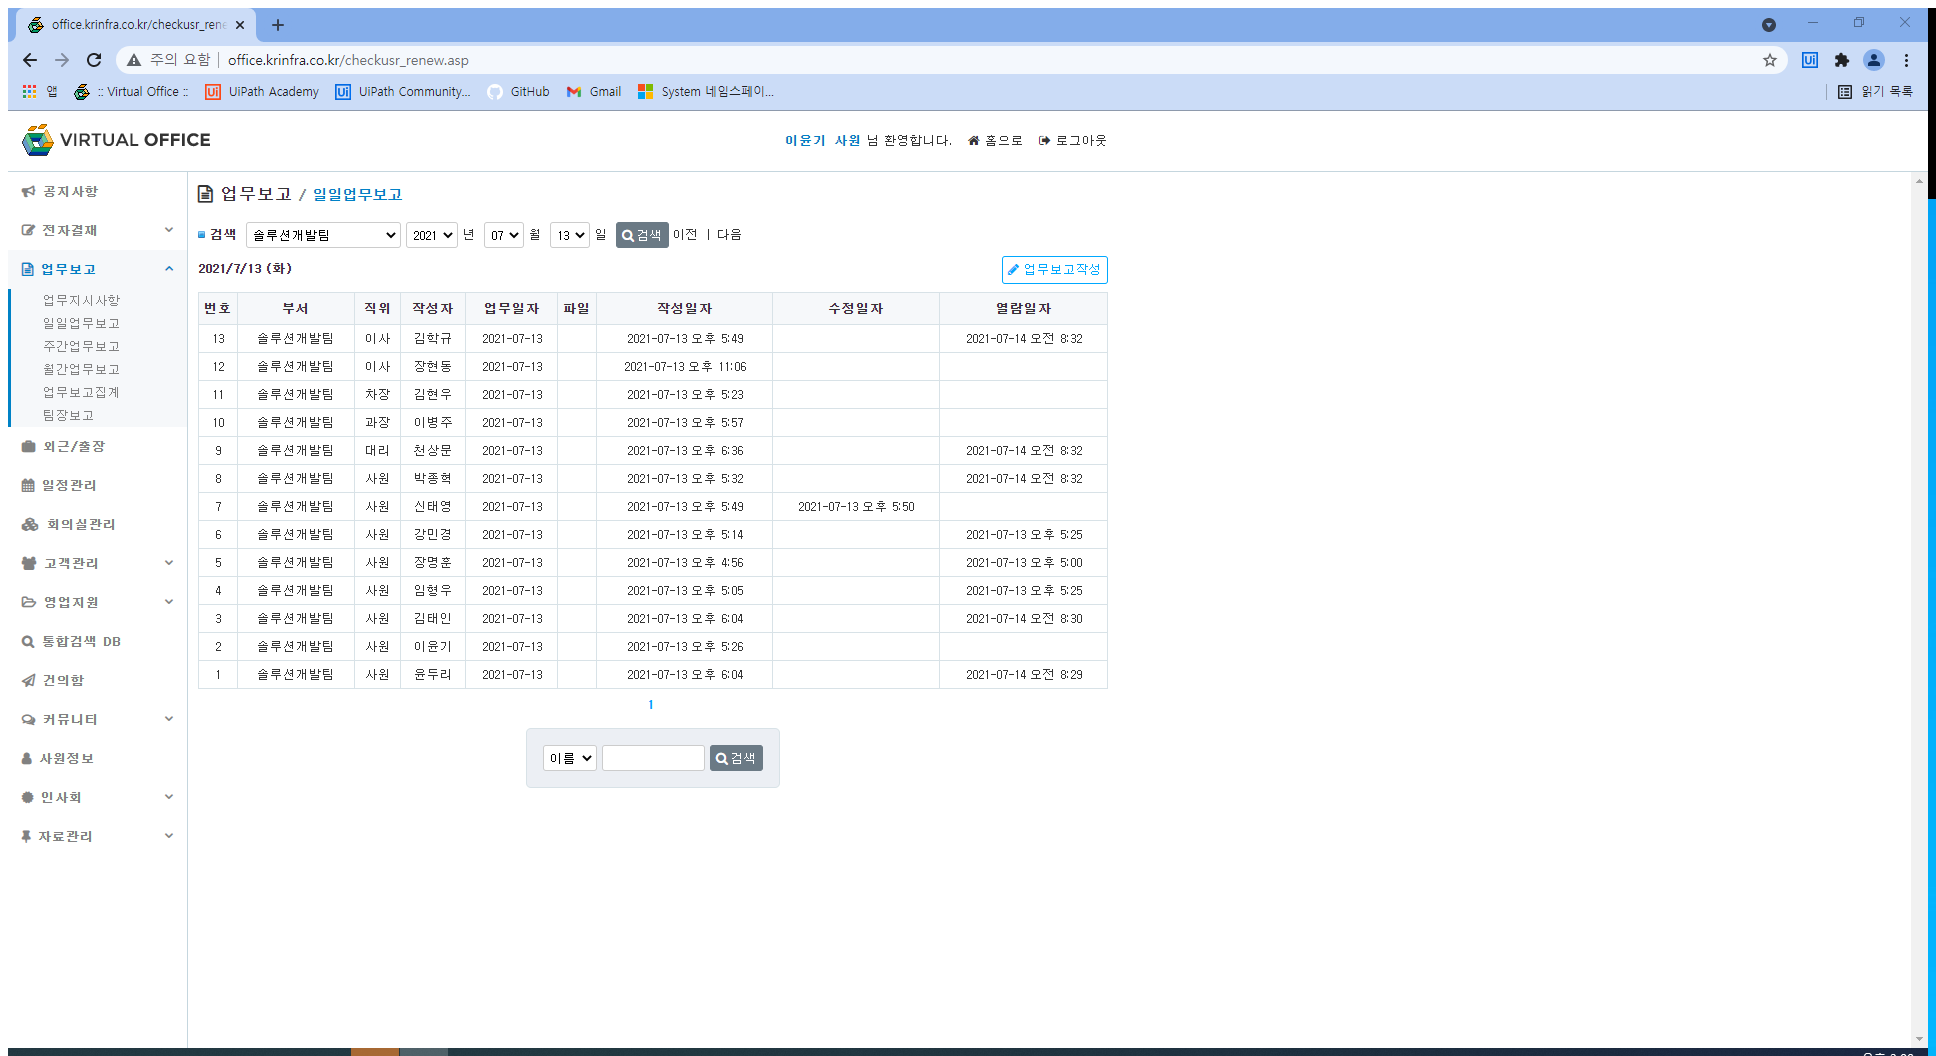 office.krinfra.co.kr/checkusr_rene
주의 요함 office.krinfra.co.kr/checkusr_renew.asp
앱 :: Virtual Office :: UiPath Academy UiPath Community... GitHub Gmail System 네임스페이... 읽기 목록
VIRTUAL OFFICE 이윤기 사원 님 환영합니다. 홈으로 로그아웃
공지사항
전자결재
업무보고
업무지시사항
일일업무보고
주간업무보고
월간업무보고
업무보고집계
팀장보고
외근/출장
일정관리
회의실관리
고객관리
영업지원
통합검색 DB
건의함
커뮤니티
사원정보
인사회
자료관리
업무보고 / 일일업무보고
검색 솔루션개발팀 2021 년 07 월 13 일 검색 이전 | 다음
2021/7/13 (화) 업무보고작성
번호 부서 직위 작성자 업무일자 파일 작성일자 수정일자 열람일자
13 솔루션개발팀 이사 김학규 2021-07-13 2021-07-13 오후 5:49 2021-07-14 오전 8:32
12 솔루션개발팀 이사 장현동 2021-07-13 2021-07-13 오후 11:06
11 솔루션개발팀 차장 김현우 2021-07-13 2021-07-13 오후 5:23
10 솔루션개발팀 과장 이병주 2021-07-13 2021-07-13 오후 5:57
9 솔루션개발팀 대리 천상문 2021-07-13 2021-07-13 오후 6:36 2021-07-14 오전 8:32
8 솔루션개발팀 사원 박종혁 2021-07-13 2021-07-13 오후 5:32 2021-07-14 오전 8:32
7 솔루션개발팀 사원 신태영 2021-07-13 2021-07-13 오후 5:49 2021-07-13 오후 5:50
6 솔루션개발팀 사원 강민경 2021-07-13 2021-07-13 오후 5:14 2021-07-13 오후 5:25
5 솔루션개발팀 사원 장명훈 2021-07-13 2021-07-13 오후 4:56 2021-07-13 오후 5:00
4 솔루션개발팀 사원 임형우 2021-07-13 2021-07-13 오후 5:05 2021-07-13 오후 5:25
3 솔루션개발팀 사원 김태인 2021-07-13 2021-07-13 오후 6:04 2021-07-14 오전 8:30
2 솔루션개발팀 사원 이윤기 2021-07-13 2021-07-13 오후 5:26
1 솔루션개발팀 사원 윤두리 2021-07-13 2021-07-13 오후 6:04 2021-07-14 오전 8:29
1
이름 검색